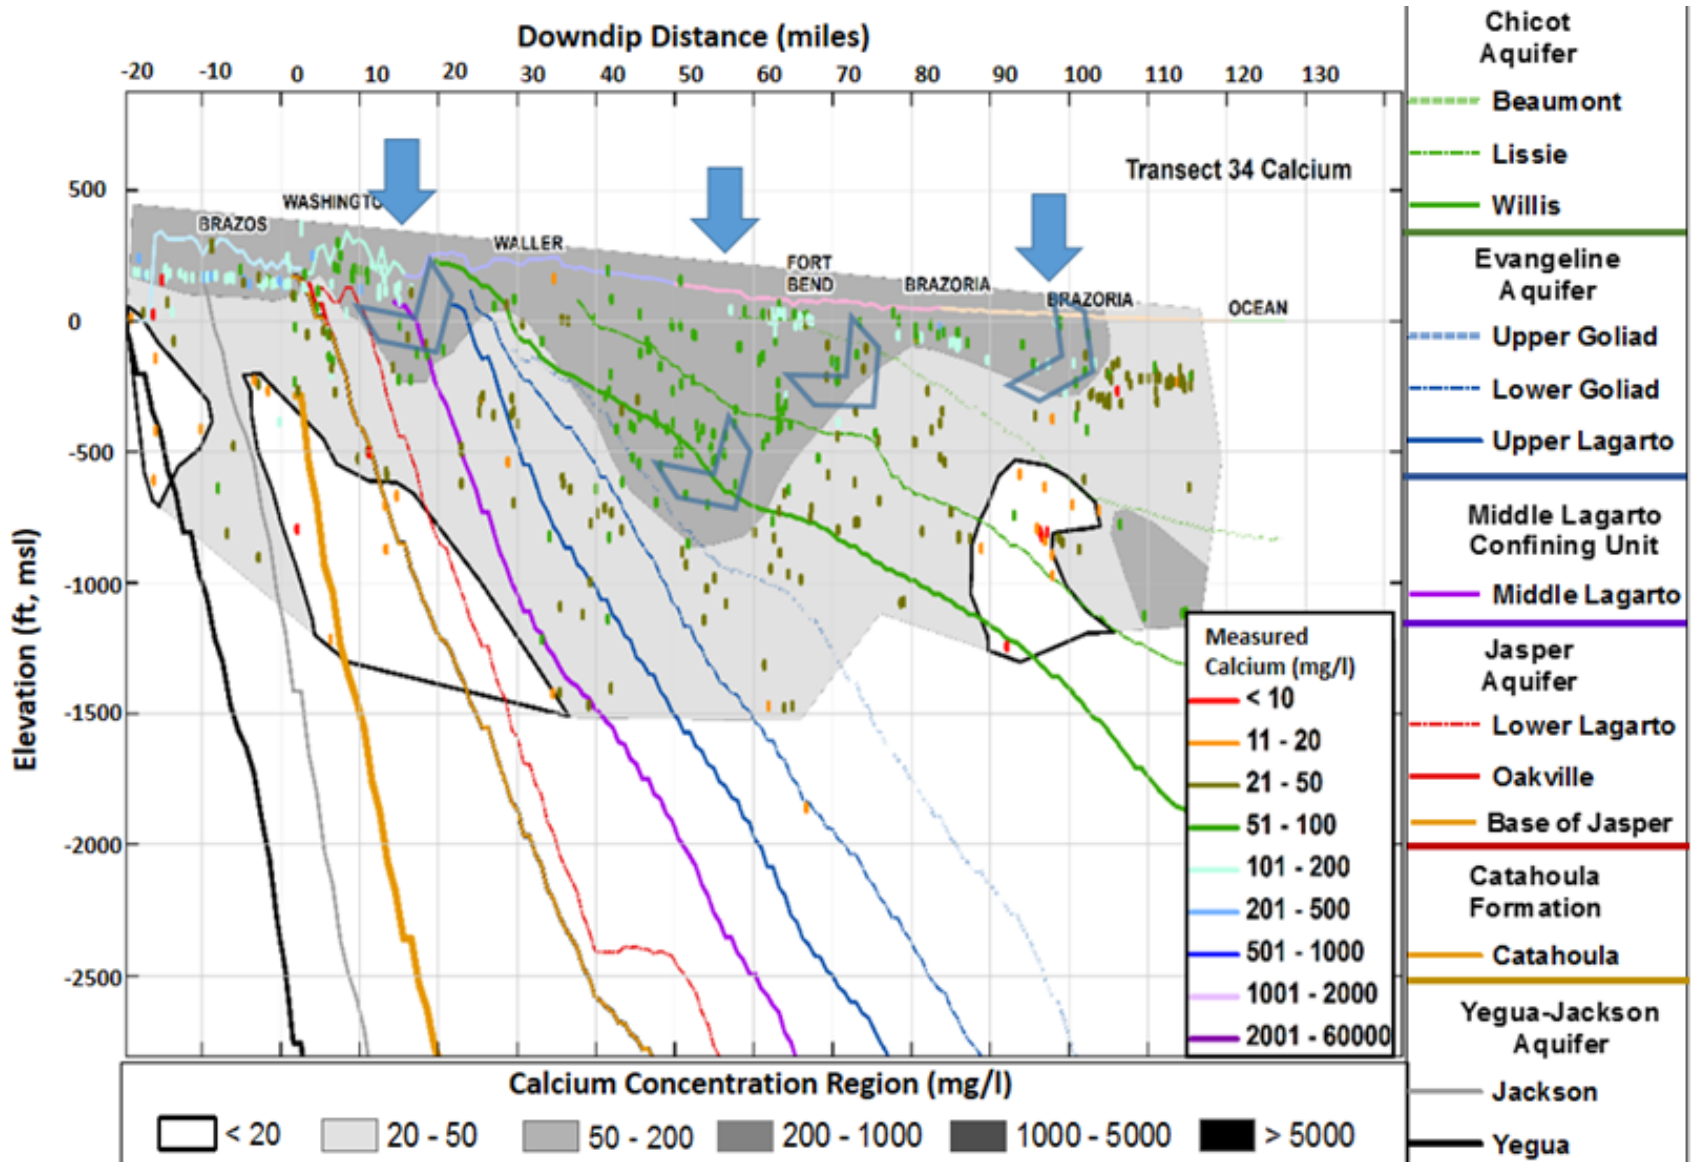 Downdip Distance (miles)
-20 -10 0 10 20 30 40 50 60 70 80 90 100 110 120 130
Transect 34 Calcium
500
0
-500
-1000
-1500
-2000
-2500
Elevation (ft, msl)
BRAZOS
WASHINGTO
WALLER
FORT
BEND
BRAZORIA
BRAZORIA
OCEAN
Measured
Calcium (mg/l)
< 10
11 - 20
21 - 50
51 - 100
101 - 200
201 - 500
501 - 1000
1001 - 2000
2001 - 60000
Calcium Concentration Region (mg/l)
< 20
20 - 50
50 - 200
200 - 1000
1000 - 5000
> 5000
Chicot
Aquifer
Beaumont
Lissie
Willis
Evangeline
Aquifer
Upper Goliad
Lower Goliad
Upper Lagarto
Middle Lagarto
Confining Unit
Middle Lagarto
Jasper
Aquifer
Lower Lagarto
Oakville
Base of Jasper
Catahoula
Formation
Catahoula
Yegua-Jackson
Aquifer
Jackson
Yegua